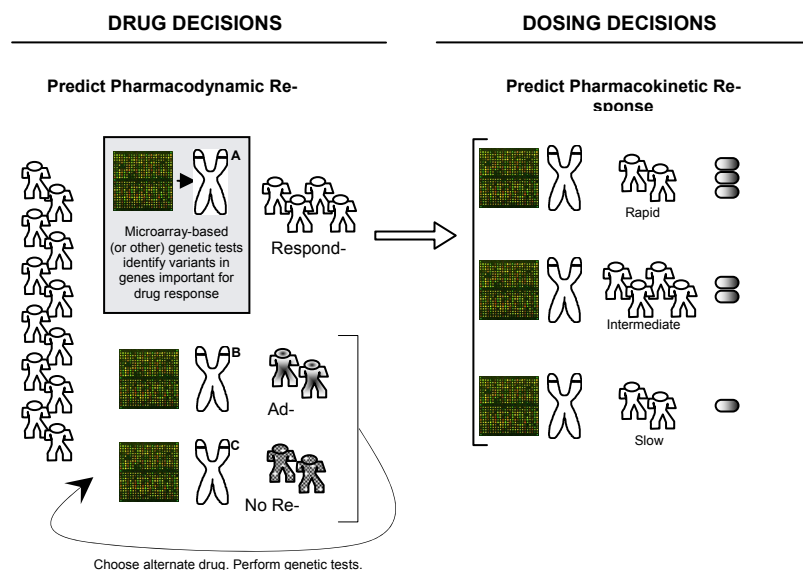 DRUG DECISIONS
Predict Pharmacodynamic Re-
A
Microarray-based
(or other) genetic tests
identify variants in
genes important for
drug response
Respond-
B
Ad-
C
No Re-
Choose alternate drug. Perform genetic tests.
DOSING DECISIONS
Predict Pharmacokinetic Re-
sponse
Rapid
Intermediate
Slow